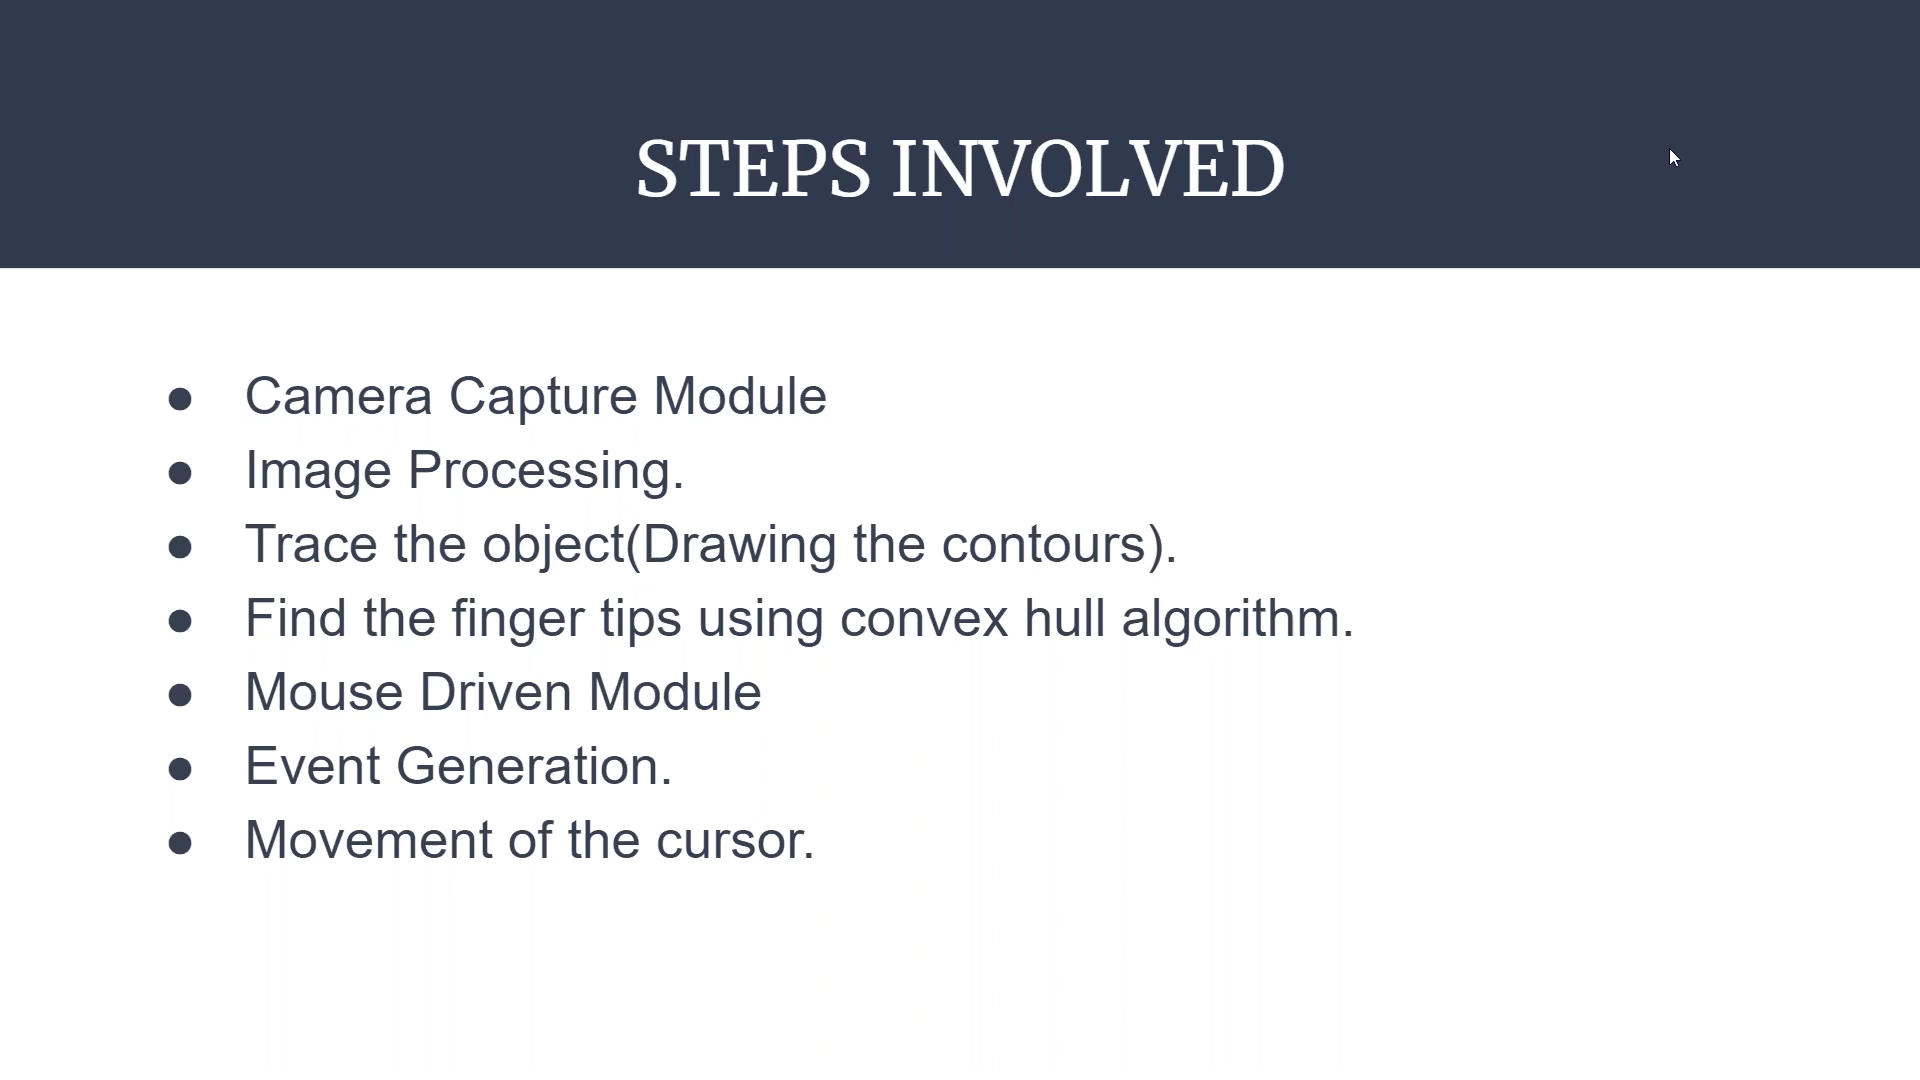 STEPS INVOLVED
● Camera Capture Module
● Image Processing.
● Trace the object(Drawing the contours).
● Find the finger tips using convex hull algorithm.
● Mouse Driven Module
● Event Generation.
● Movement of the cursor.